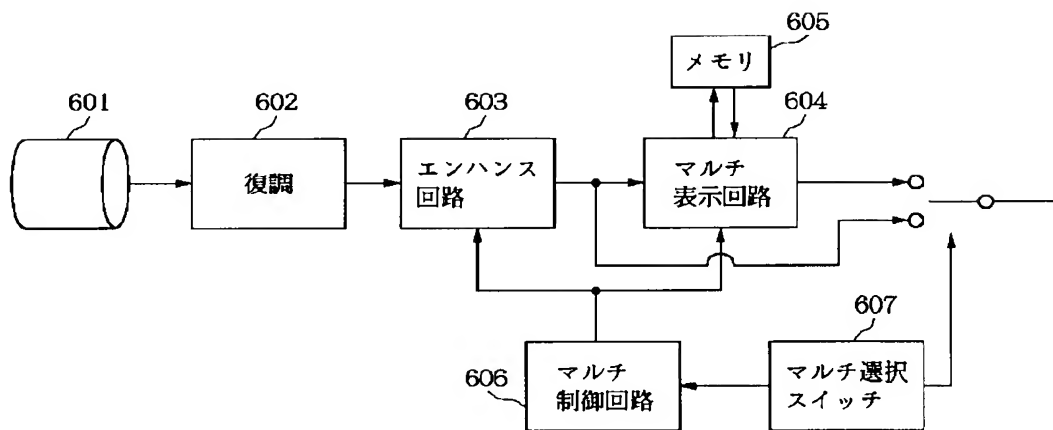 605
メモリ
601
602
603
604
復調
エンハンス
回路
マルチ
表示回路
607
606
マルチ
制御回路
マルチ選択
スイッチ